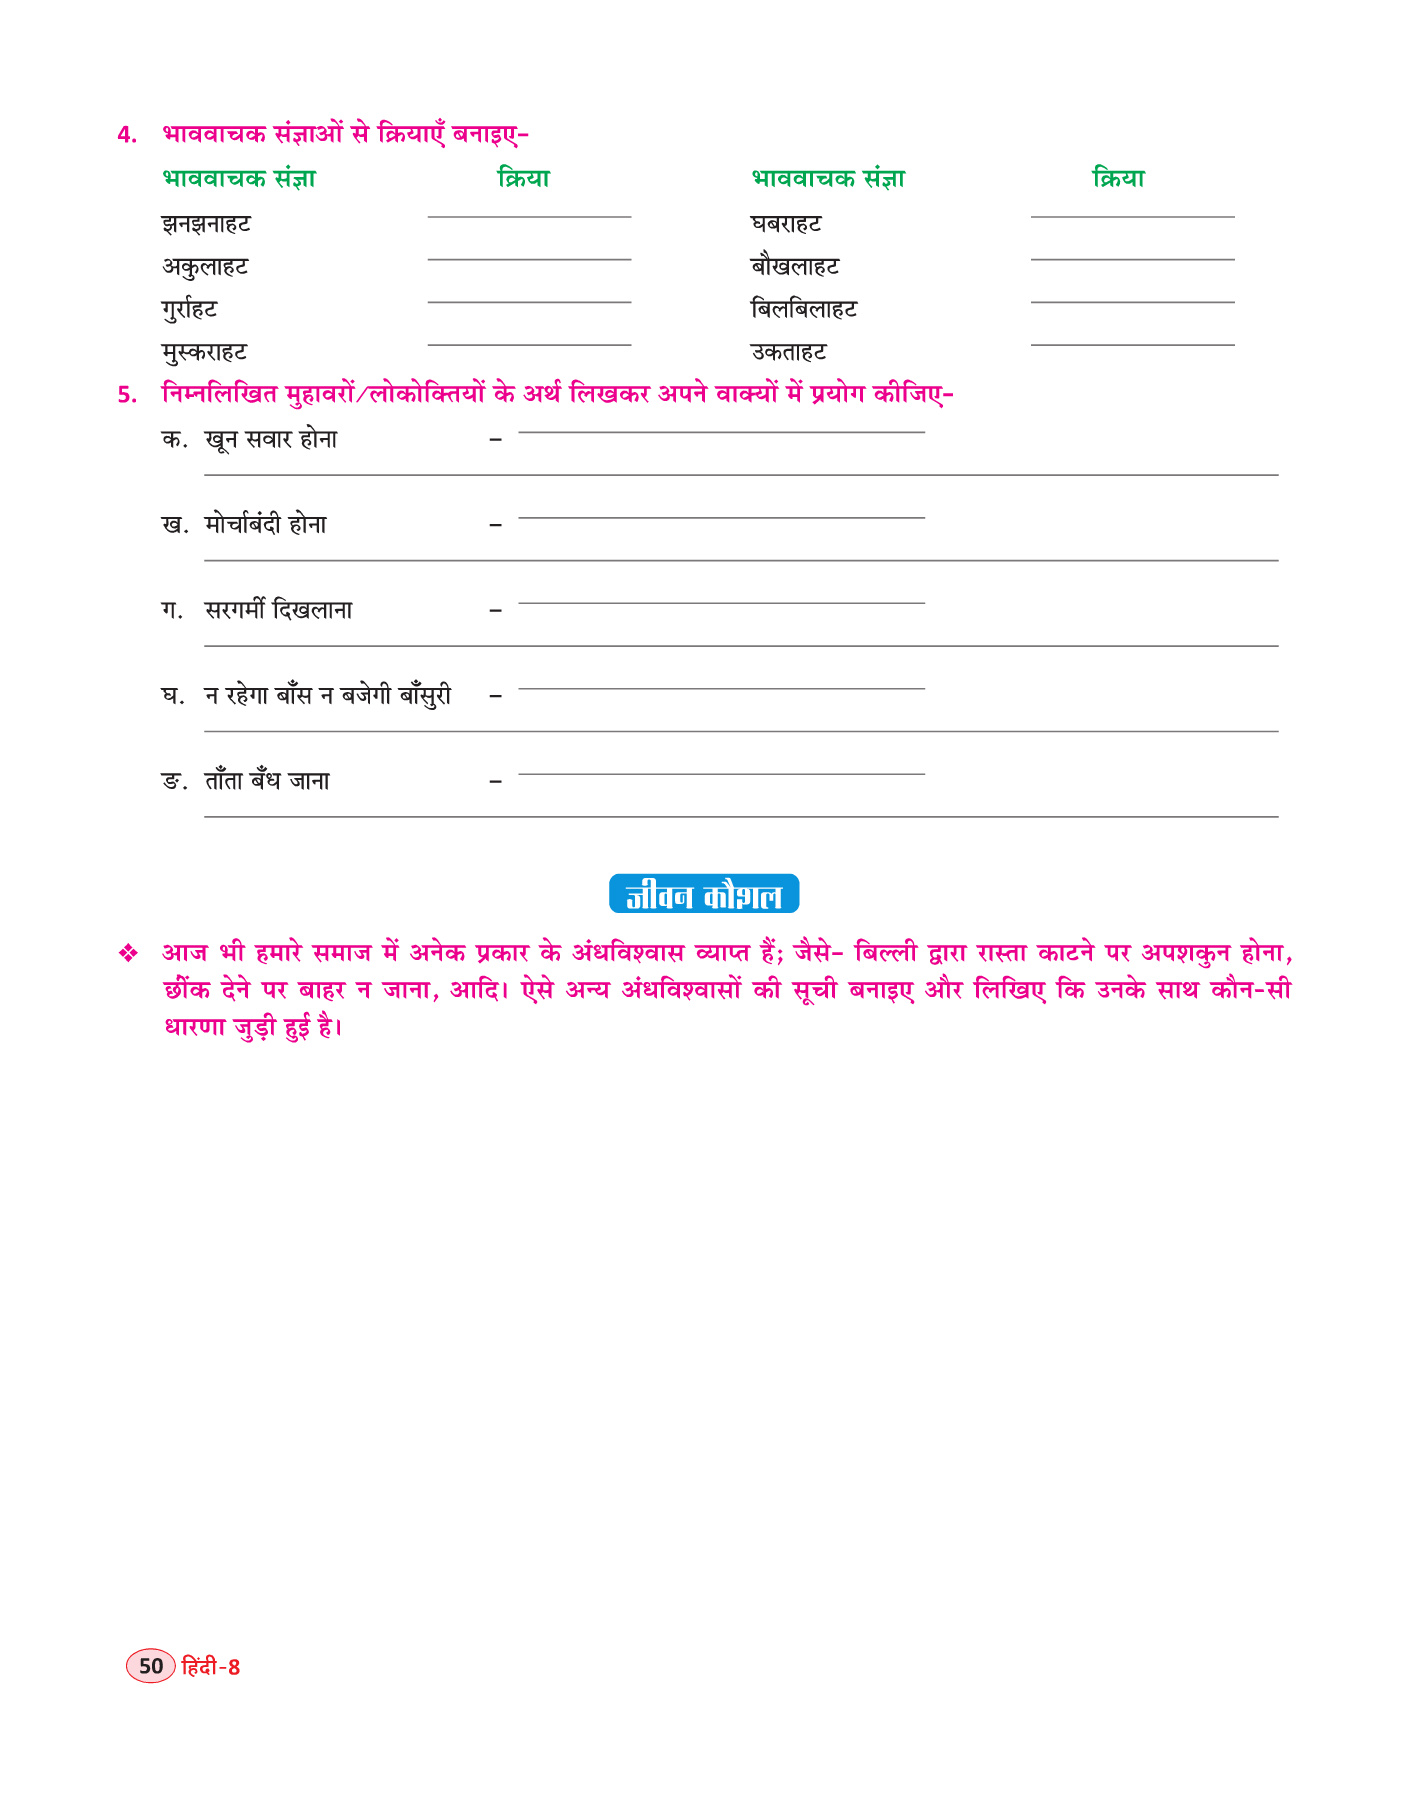 4. भाववाचक संज्ञाओं से क्रियाएँ बनाइए–
भाववाचक संज्ञा क्रिया भाववाचक संज्ञा क्रिया
झनझनाहट घबराहट
अकुलाहट बौखलाहट
गुर्राहट बिलबिलाहट
मुस्कराहट उकताहट
5. निम्नलिखित मुहावरों/लोकोक्तियों के अर्थ लिखकर अपने वाक्यों में प्रयोग कीजिए–
क. खून सवार होना –
ख. मोर्चाबंदी होना –
ग. सरगर्मी दिखलाना –
घ. न रहेगा बाँस न बजेगी बाँसुरी –
ङ. ताँता बँध जाना –
जीवन कौशल
❖ आज भी हमारे समाज में अनेक प्रकार के अंधविश्वास व्याप्त हैं; जैसे– बिल्ली द्वारा रास्ता काटने पर अपशकुन होना,
छींक देने पर बाहर न जाना, आदि। ऐसे अन्य अंधविश्वासों की सूची बनाइए और लिखिए कि उनके साथ कौन-सी
धारणा जुड़ी हुई है।
50 हिंदी-8